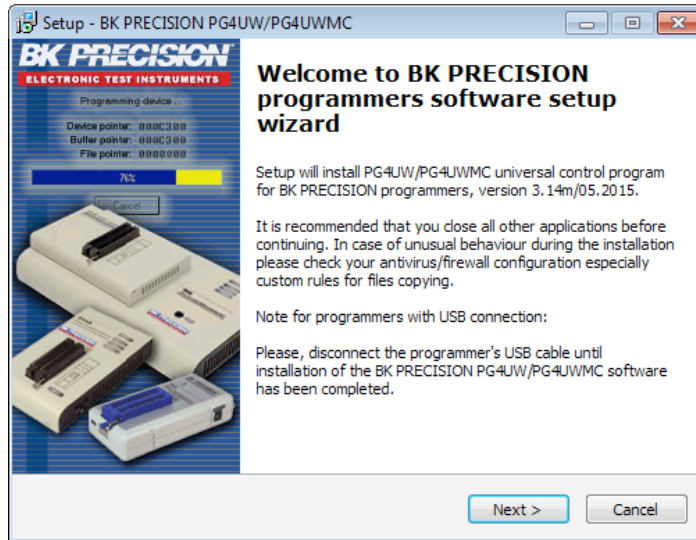 Setup - BK PRECISION PG4UW/PG4UWMC
BK PRECISION
ELECTRONIC TEST INSTRUMENTS
Programming device ...
Device pointer: 000C300
Buffer pointer: 000C300
File pointer: 0000000
76%
Cancel
Welcome to BK PRECISION
programmers software setup
wizard
Setup will install PG4UW/PG4UWMC universal control program
for BK PRECISION programmers, version 3.14m/05.2015.
It is recommended that you close all other applications before
continuing. In case of unusual behaviour during the installation
please check your antivirus/firewall configuration especially
custom rules for files copying.
Note for programmers with USB connection:
Please, disconnect the programmer's USB cable until
installation of the BK PRECISION PG4UW/PG4UWMC software
has been completed.
Next >
Cancel